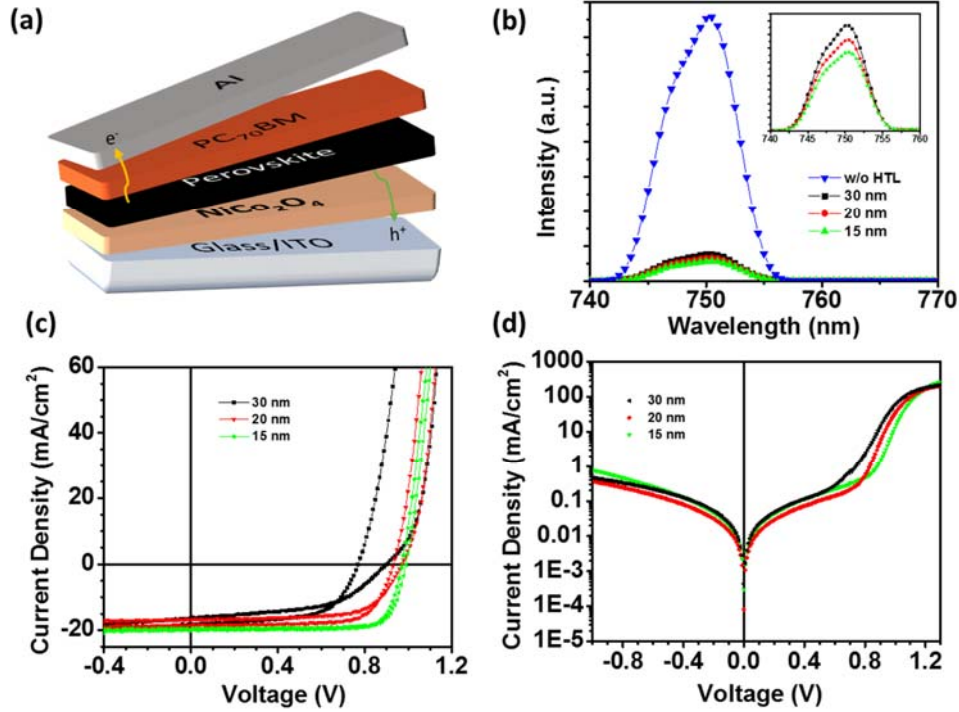 (a)
Al
PC₇₀BM
Perovskite
NiCo₂O₄
Glass/ITO
e-
h+
(b)
Intensity (a.u.)
w/o HTL
30 nm
20 nm
15 nm
740 745 750 755 760
740 750 760 770
Wavelength (nm)
(c)
Current Density (mA/cm²)
60
40
20
0
-20
30 nm
20 nm
15 nm
-0.4 0.0 0.4 0.8 1.2
Voltage (V)
(d)
Current Density (mA/cm²)
1000
100
10
1
0.1
0.01
1E-3
1E-4
1E-5
30 nm
20 nm
15 nm
-0.8 -0.4 0.0 0.4 0.8 1.2
Voltage (V)